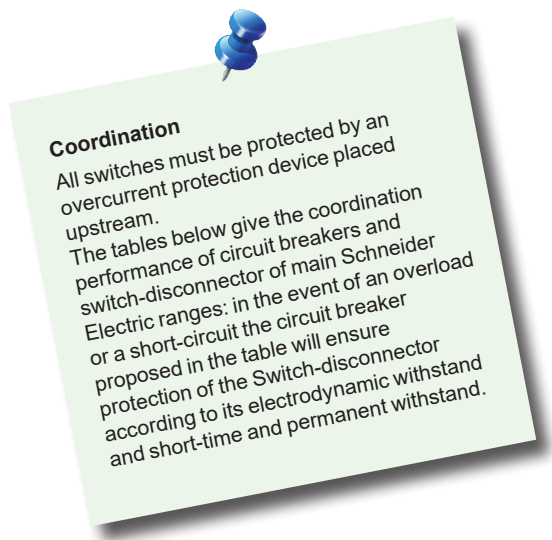 Coordination
All switches must be protected by an
overcurrent protection device placed
upstream.
The tables below give the coordination
performance of circuit breakers and
switch-disconnector of main Schneider
Electric ranges: in the event of an overload
or a short-circuit the circuit breaker
proposed in the table will ensure
protection of the Switch-disconnector
according to its electrodynamic withstand
and short-time and permanent withstand.